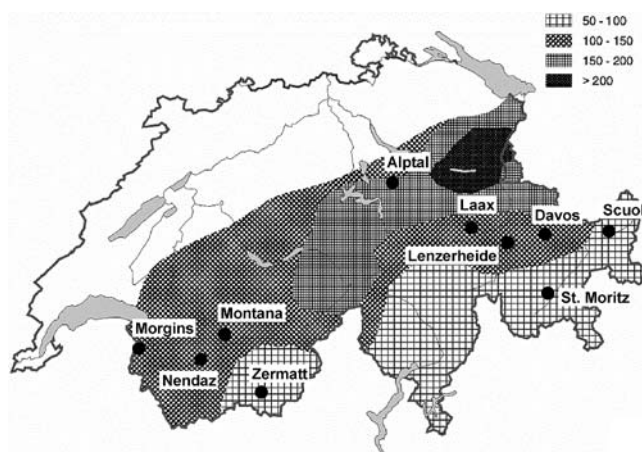 50 - 100
100 - 150
150 - 200
> 200
Alptal
Laax
Davos
Scuol
Lenzerheide
St. Moritz
Montana
Morgins
Nendaz
Zermatt